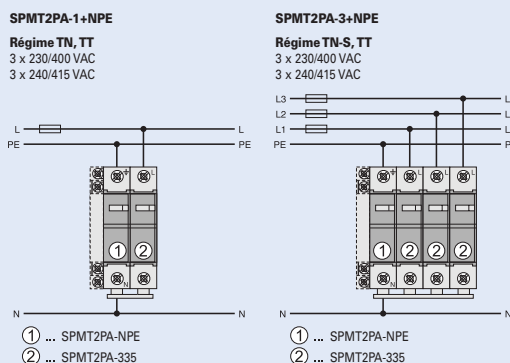 SPMT2PA-1+NPE
Régime TN, TT
3 x 230/400 VAC
3 x 240/415 VAC
L L
PE PE
L
1 2
N
N N
1 ... SPMT2PA-NPE
2 ... SPMT2PA-335
SPMT2PA-3+NPE
Régime TN-S, TT
3 x 230/400 VAC
3 x 240/415 VAC
L3 L
L2 L
L1 L
PE P
L L L
1 2 2 2
N
N
1 ... SPMT2PA-NPE
2 ... SPMT2PA-335